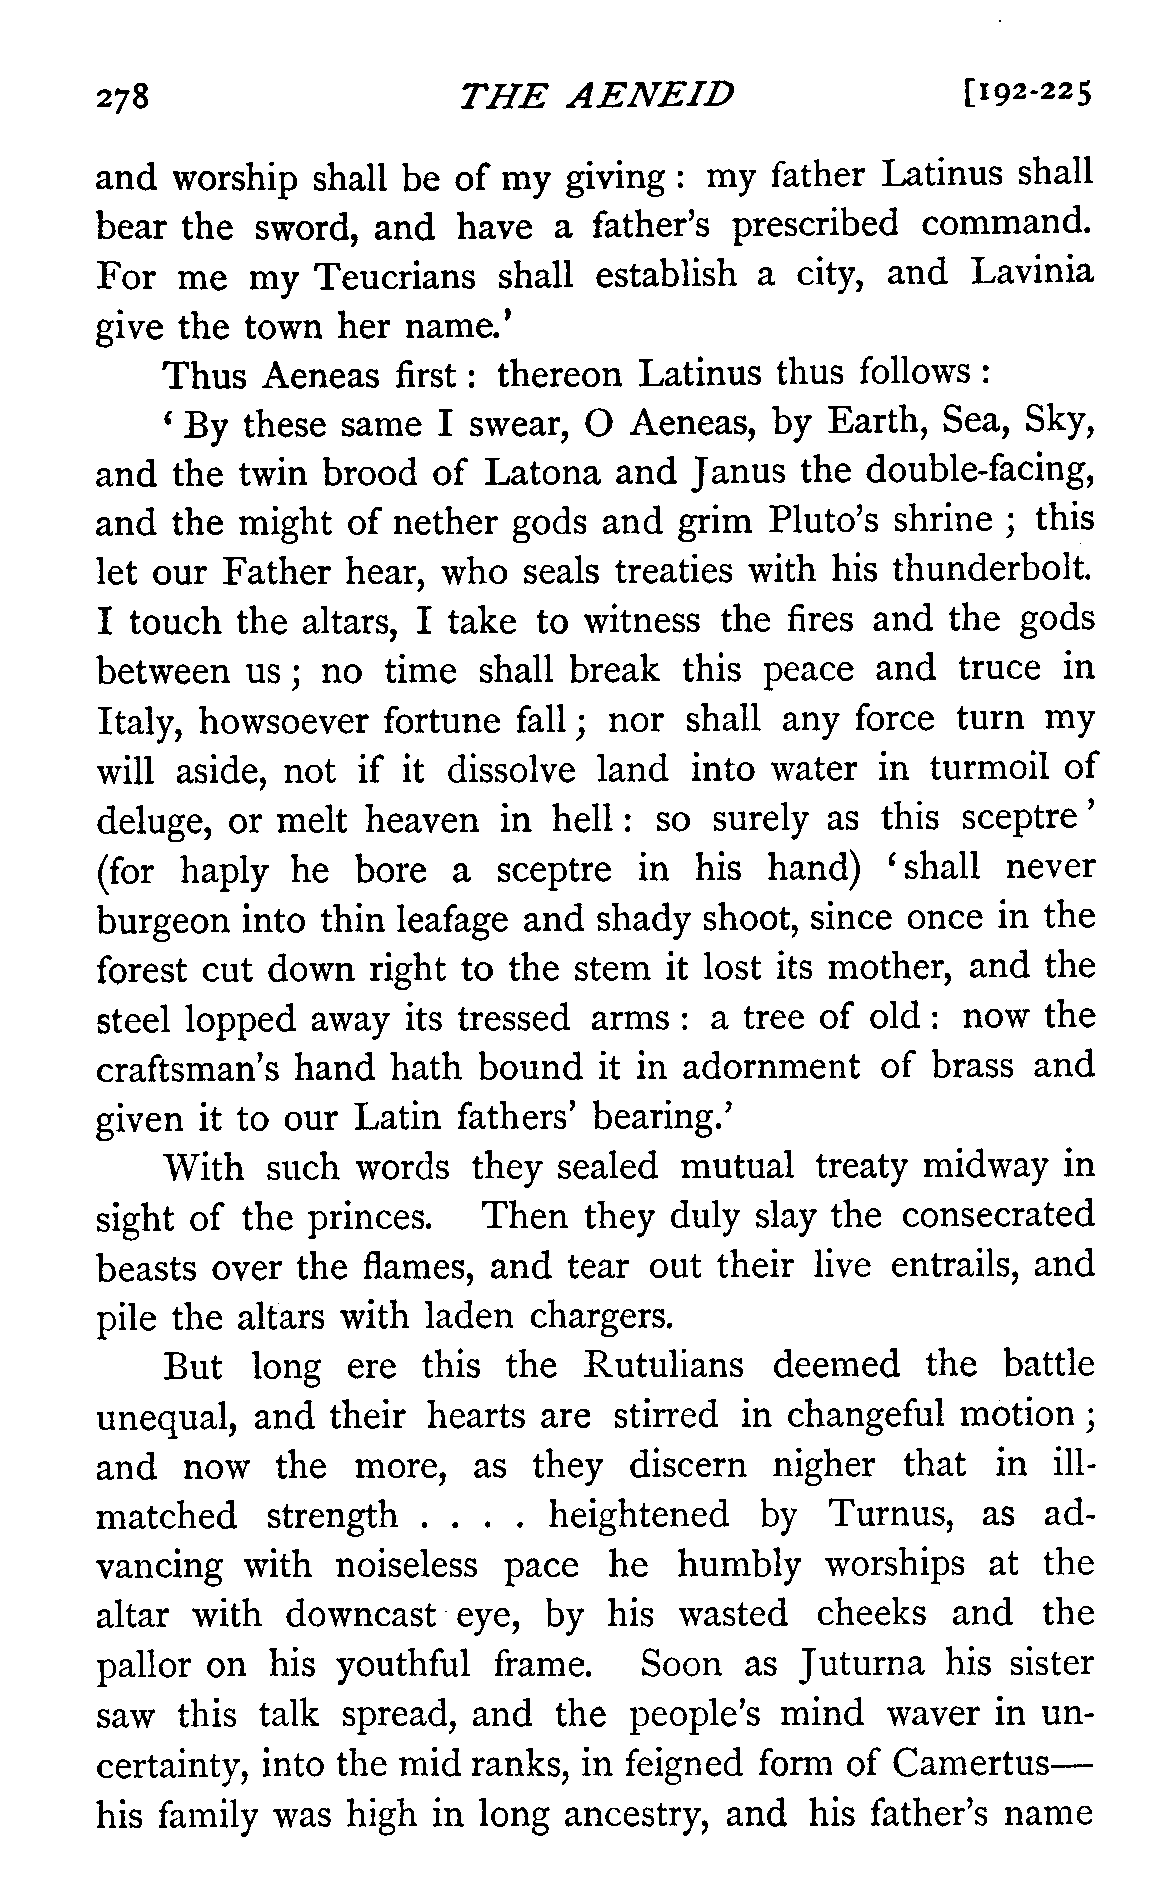 278 THE AENEID [192-225
and worship shall be of my giving : my father Latinus shall
bear the sword, and have a father's prescribed command.
For me my Teucrians shall establish a city, and Lavinia
give the town her name.'
Thus Aeneas first : thereon Latinus thus follows :
‘ By these same I swear, O Aeneas, by Earth, Sea, Sky,
and the twin brood of Latona and Janus the double-facing,
and the might of nether gods and grim Pluto's shrine ; this
let our Father hear, who seals treaties with his thunderbolt.
I touch the altars, I take to witness the fires and the gods
between us ; no time shall break this peace and truce in
Italy, howsoever fortune fall ; nor shall any force turn my
will aside, not if it dissolve land into water in turmoil of
deluge, or melt heaven in hell : so surely as this sceptre ’
(for haply he bore a sceptre in his hand) ‘ shall never
burgeon into thin leafage and shady shoot, since once in the
forest cut down right to the stem it lost its mother, and the
steel lopped away its tressed arms : a tree of old : now the
craftsman's hand hath bound it in adornment of brass and
given it to our Latin fathers' bearing.’
With such words they sealed mutual treaty midway in
sight of the princes. Then they duly slay the consecrated
beasts over the flames, and tear out their live entrails, and
pile the altars with laden chargers.
But long ere this the Rutulians deemed the battle
unequal, and their hearts are stirred in changeful motion ;
and now the more, as they discern nigher that in ill-
matched strength . . . . heightened by Turnus, as ad-
vancing with noiseless pace he humbly worships at the
altar with downcast eye, by his wasted cheeks and the
pallor on his youthful frame. Soon as Juturna his sister
saw this talk spread, and the people's mind waver in un-
certainty, into the mid ranks, in feigned form of Camertus—
his family was high in long ancestry, and his father's name